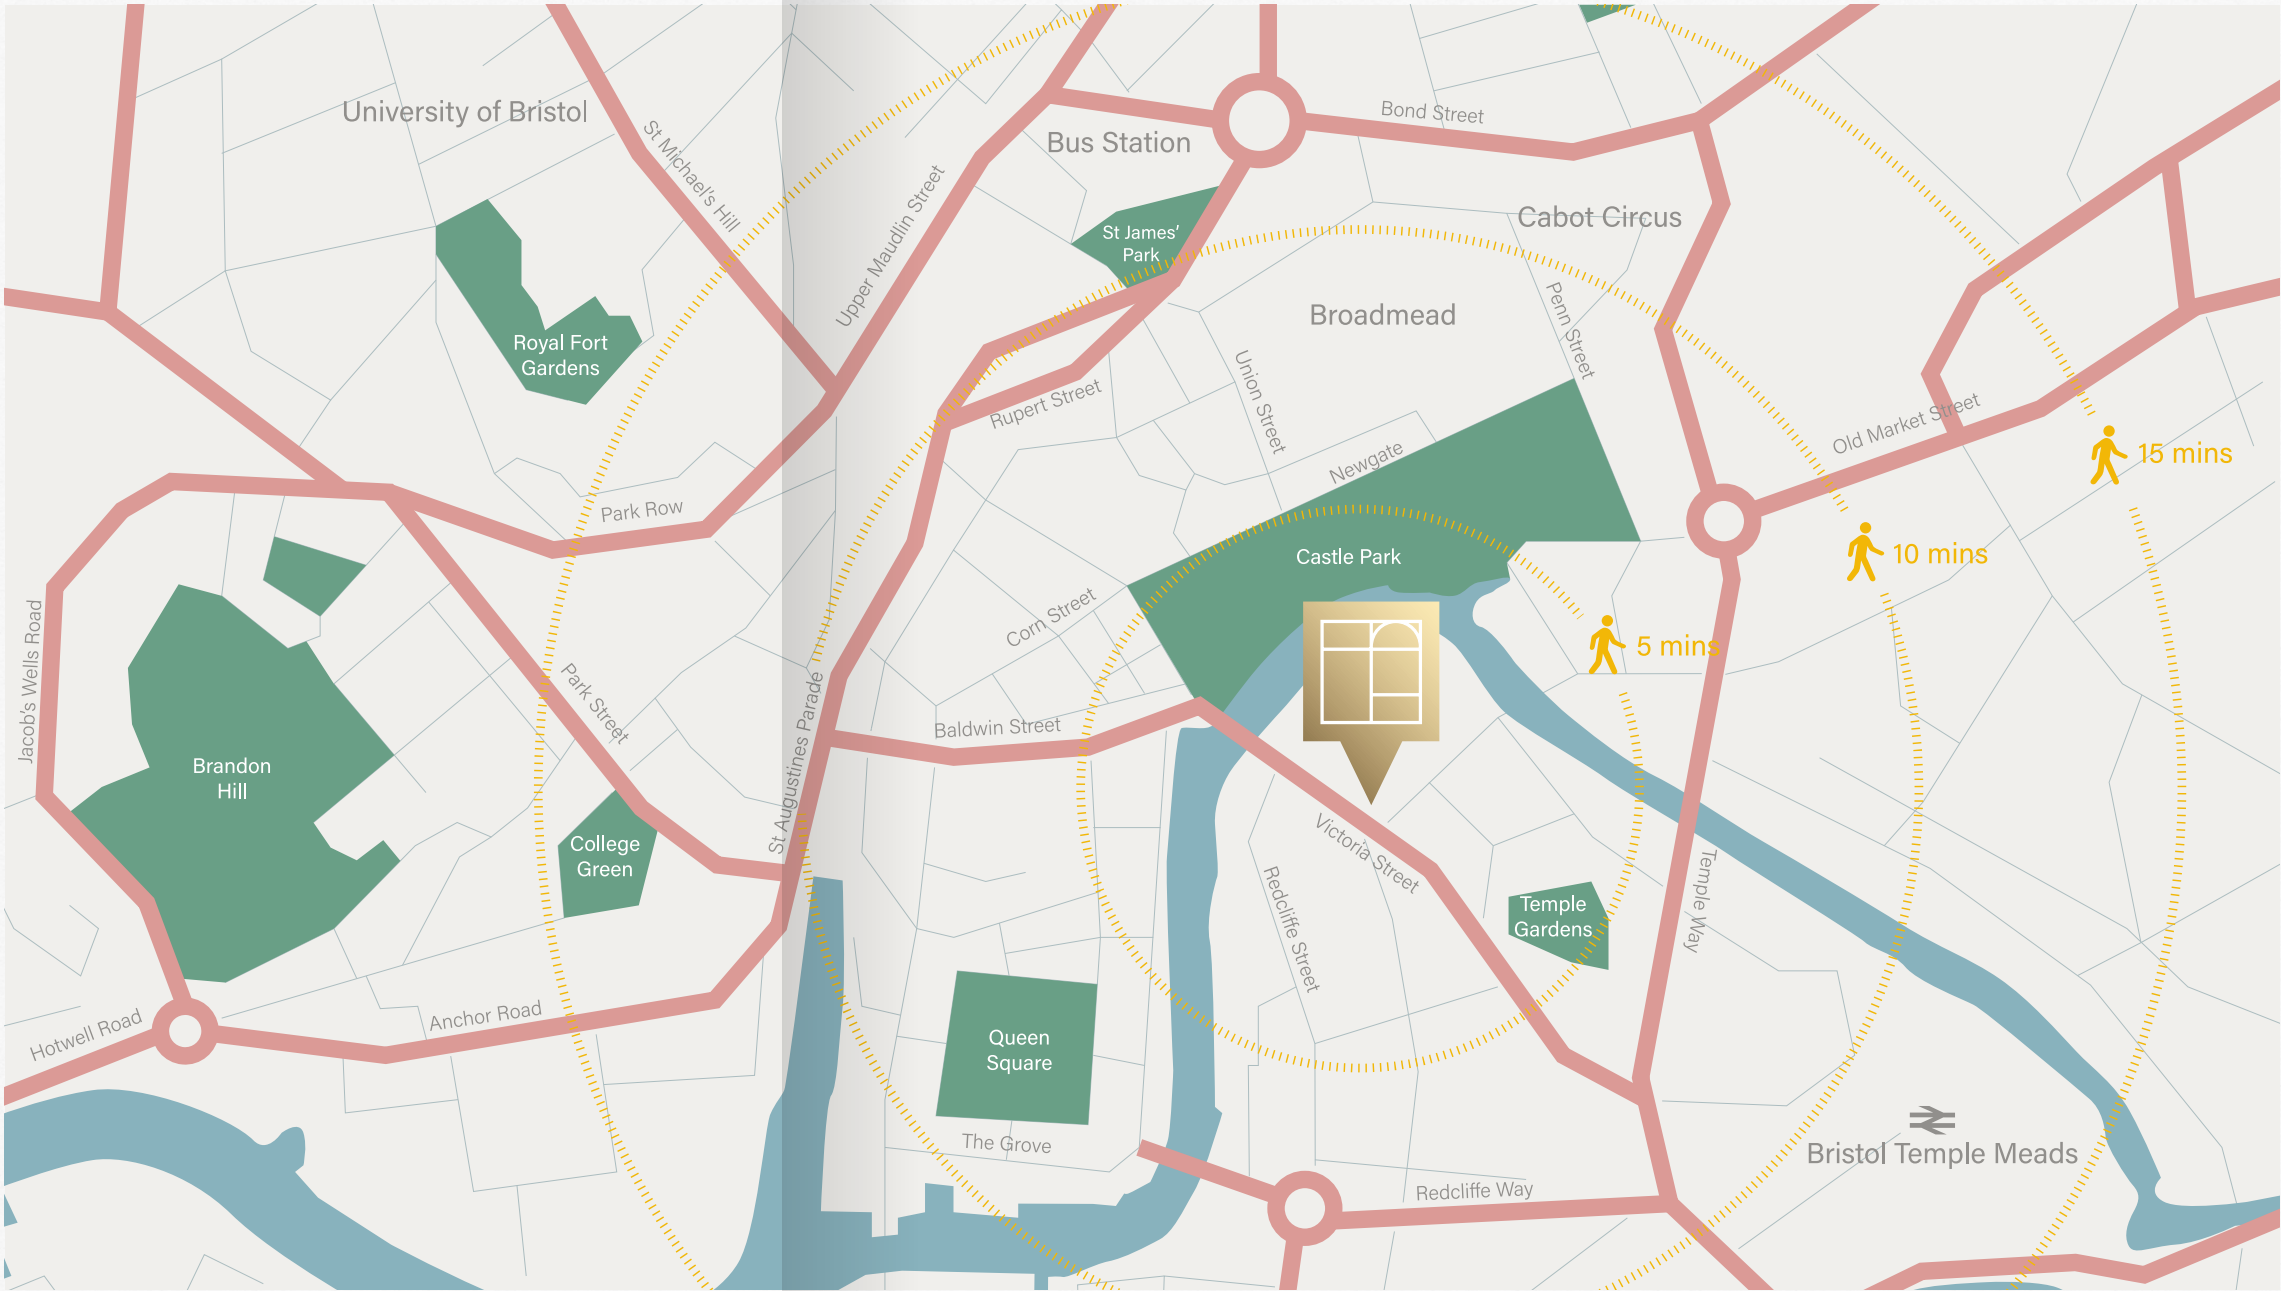 University of Bristol
St Michael's Hill
Upper Maudlin Street
Bus Station
Bond Street
St James'
Park
Cabot Circus
Broadmead
Penn Street
Royal Fort
Gardens
Union Street
Rupert Street
Newgate
Old Market Street
15 mins
Park Row
10 mins
Castle Park
Corn Street
5 mins
Jacob's Wells Road
Park Street
St Augustines Parade
Baldwin Street
Brandon
Hill
College
Green
Victoria Street
Redcliffe Street
Temple
Gardens
Temple Way
Hotwell Road
Anchor Road
Queen
Square
The Grove
Bristol Temple Meads
Redcliffe Way